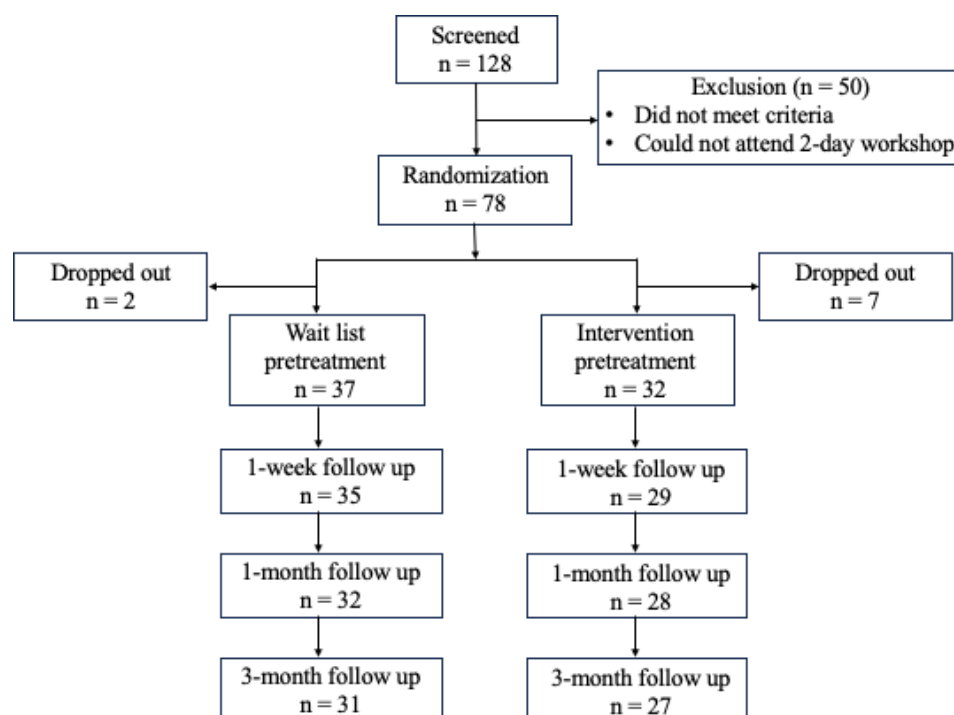 Screened
n = 128
Exclusion (n = 50)
• Did not meet criteria
• Could not attend 2-day workshop
Randomization
n = 78
Dropped out
n = 2
Dropped out
n = 7
Wait list
pretreatment
n = 37
Intervention
pretreatment
n = 32
1-week follow up
n = 35
1-week follow up
n = 29
1-month follow up
n = 32
1-month follow up
n = 28
3-month follow up
n = 31
3-month follow up
n = 27